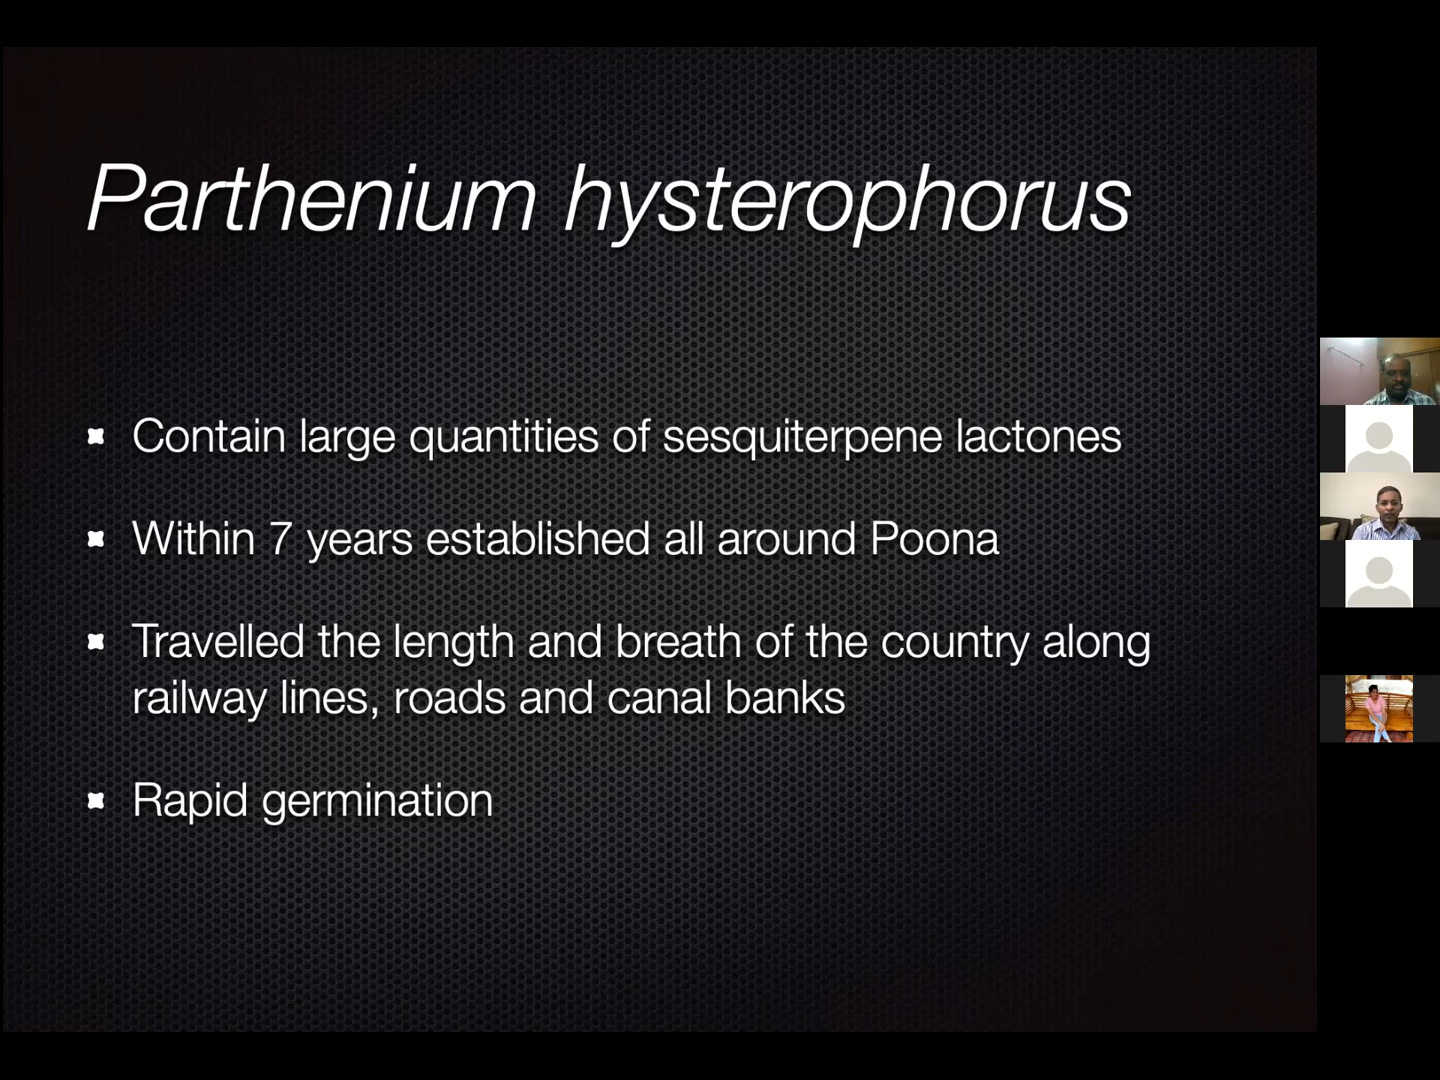 Parthenium hysterophorus
Contain large quantities of sesquiterpene lactones
Within 7 years established all around Poona
Travelled the length and breath of the country along
railway lines, roads and canal banks
Rapid germination